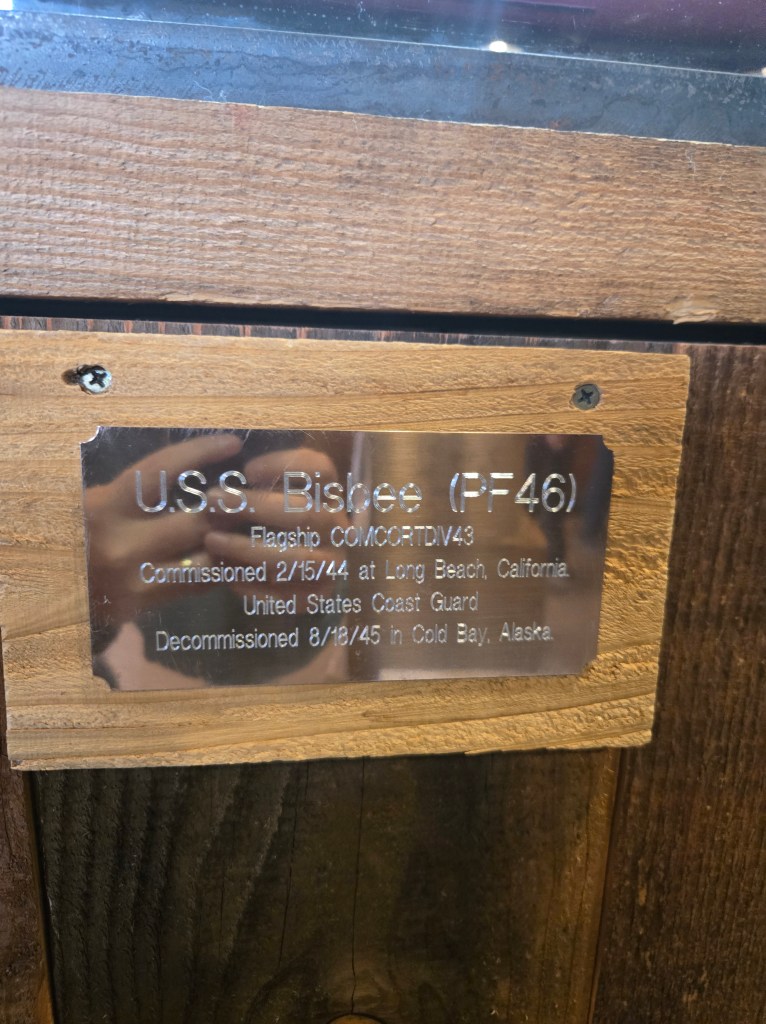 U.S.S. Bisbee (PF46)
Flagship COMCORTDIV43
Commissioned 2/15/44 at Long Beach, California.
United States Coast Guard
Decommissioned 8/18/45 in Cold Bay, Alaska.